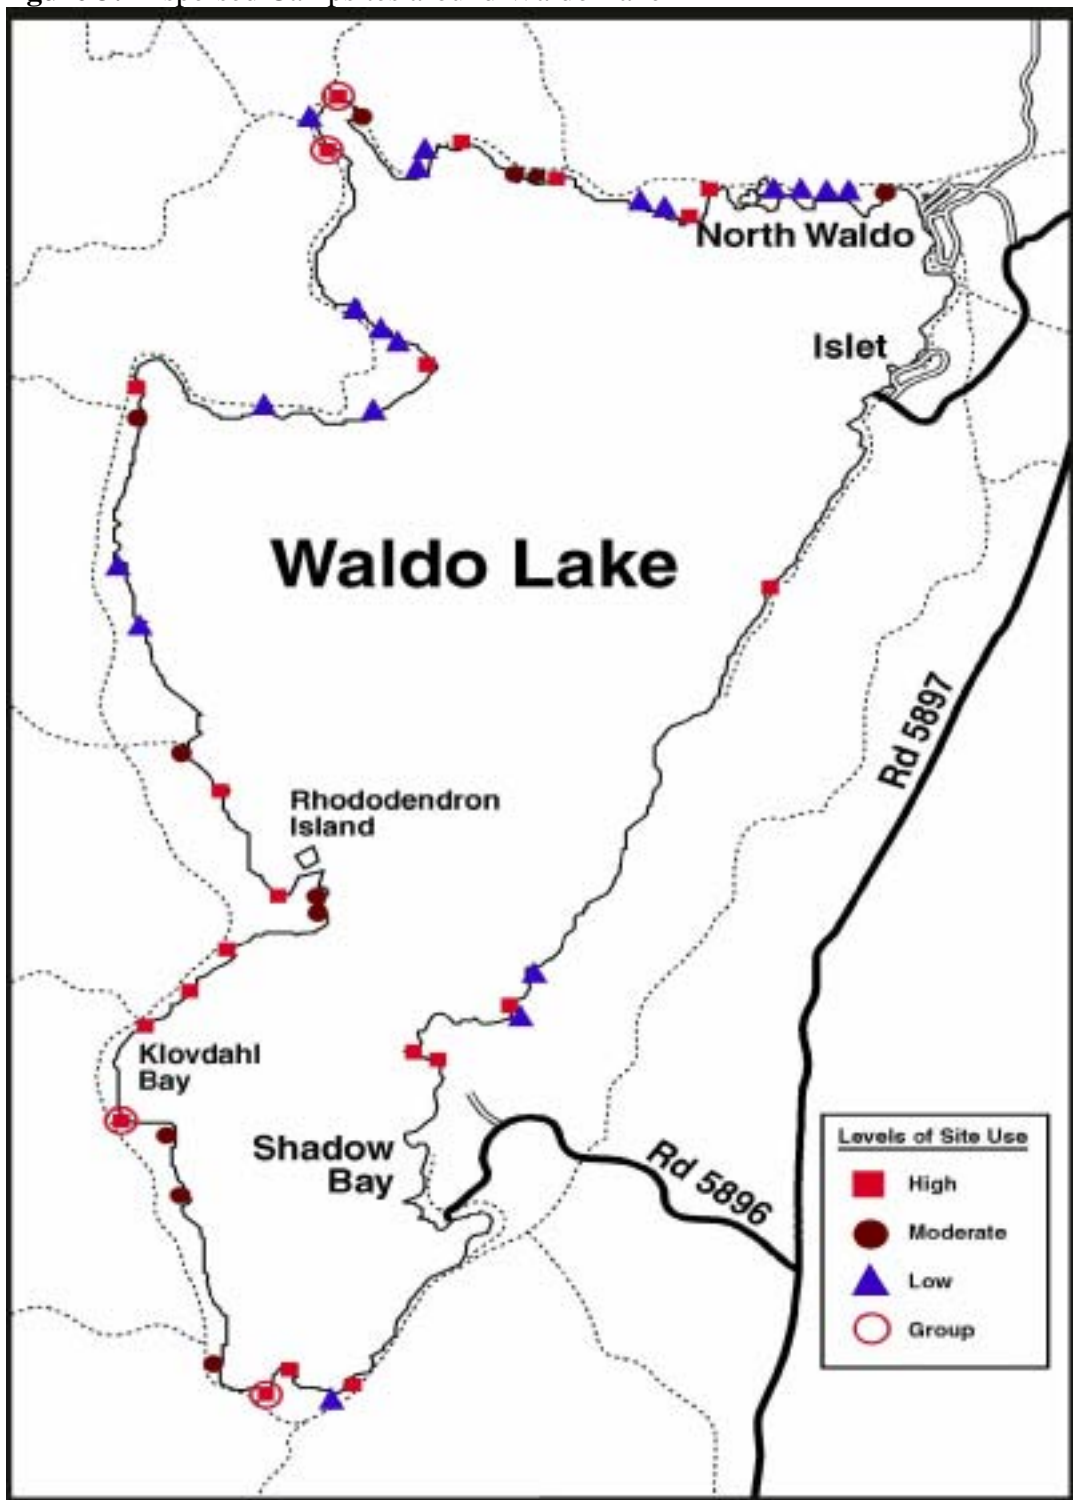 North Waldo
Islet
Waldo Lake
Rd 5897
Rhododendron
Island
Klovdahl
Bay
Shadow
Bay
Rd 5896
Levels of Site Use
High
Moderate
Low
Group